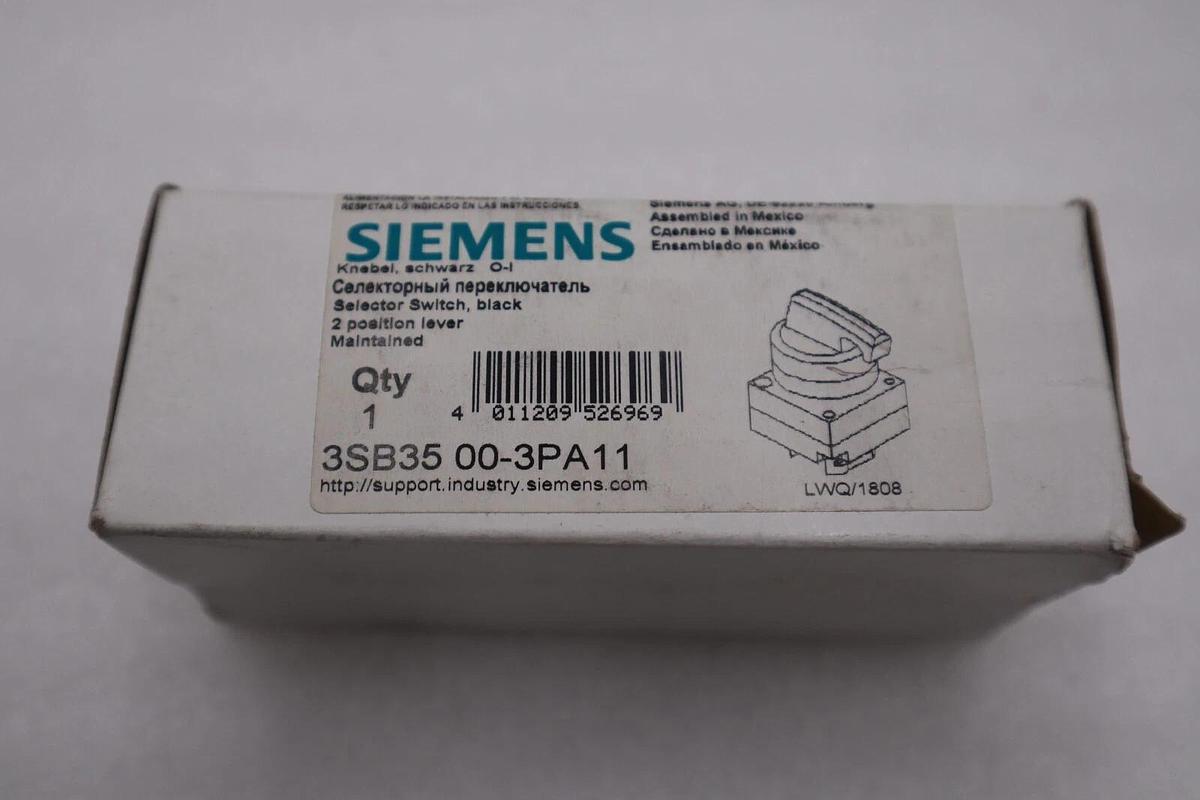 RESPETAR LO INDICADO EN LAS INSTRUCCIONES
SIEMENS
Knebel, schwarz O-I
Селекторный переключатель
Selector Switch, black
2 position lever
Maintained
Qty
1
4 011209 526969
3SB35 00-3PA11
http://support.industry.siemens.com
Siemens AG,
Assembled in Mexico
Сделано в Мексике
Ensamblado en México
LWQ/1808